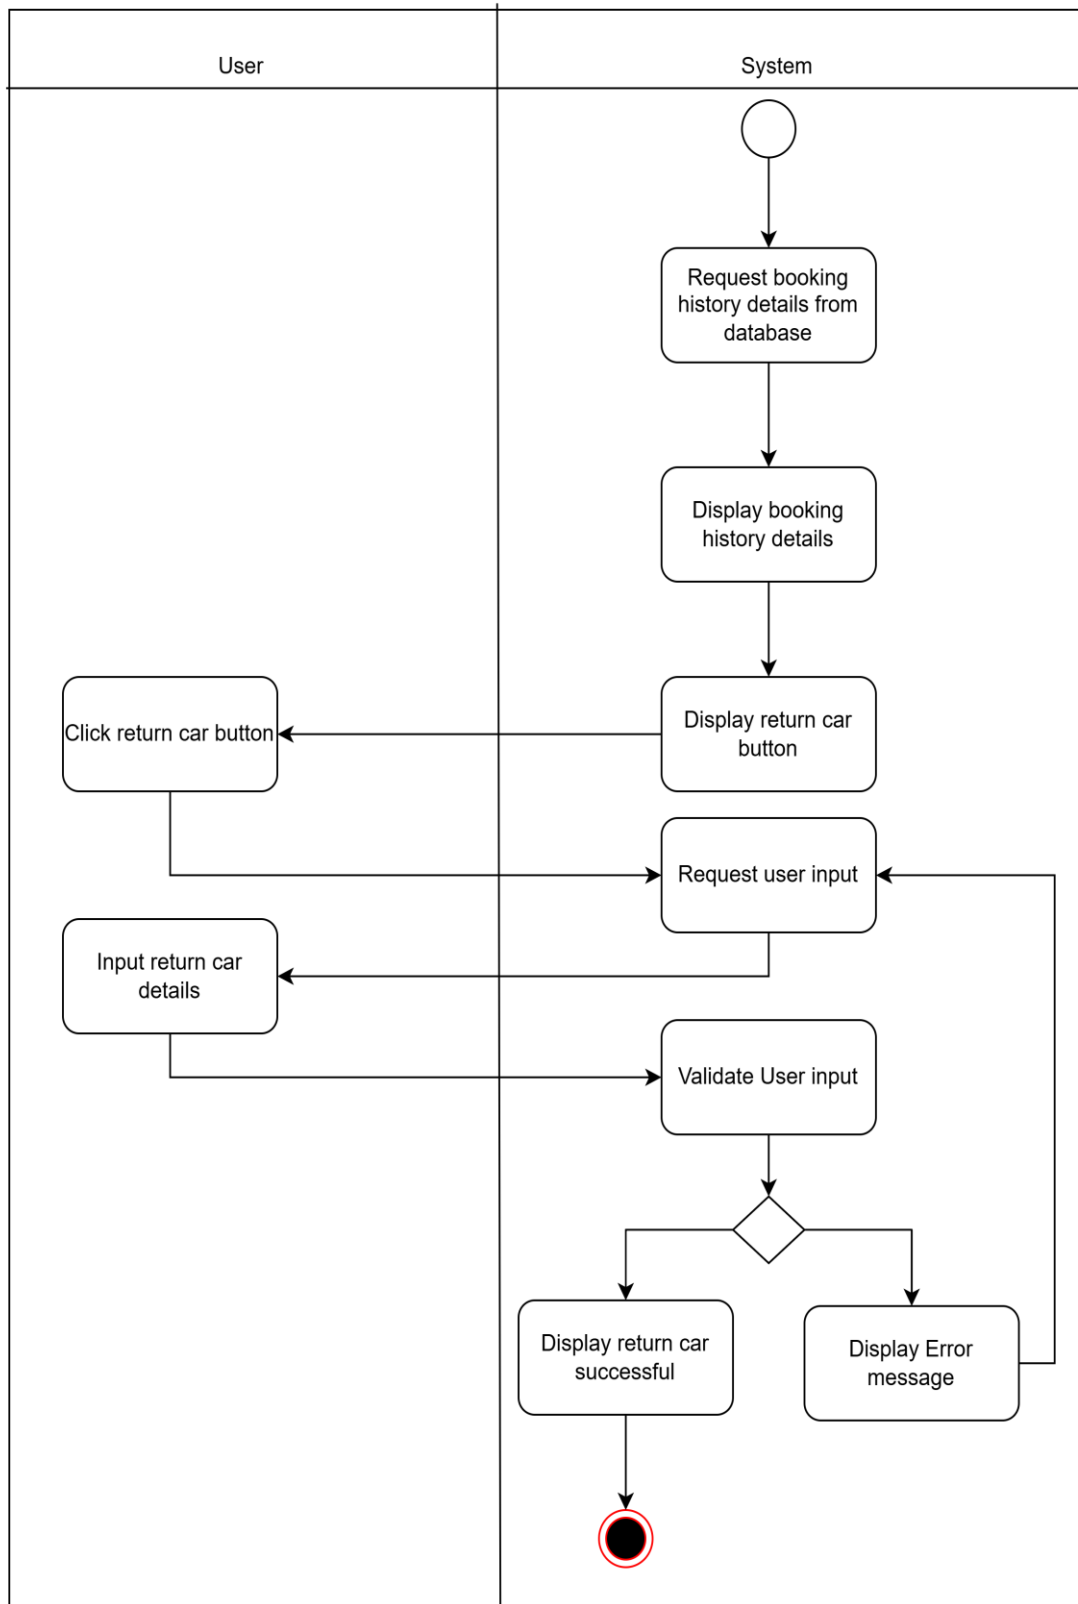 User
System
Request booking
history details from
database
Display booking
history details
Display return car
button
Click return car button
Request user input
Input return car
details
Validate User input
Display return car
successful
Display Error
message